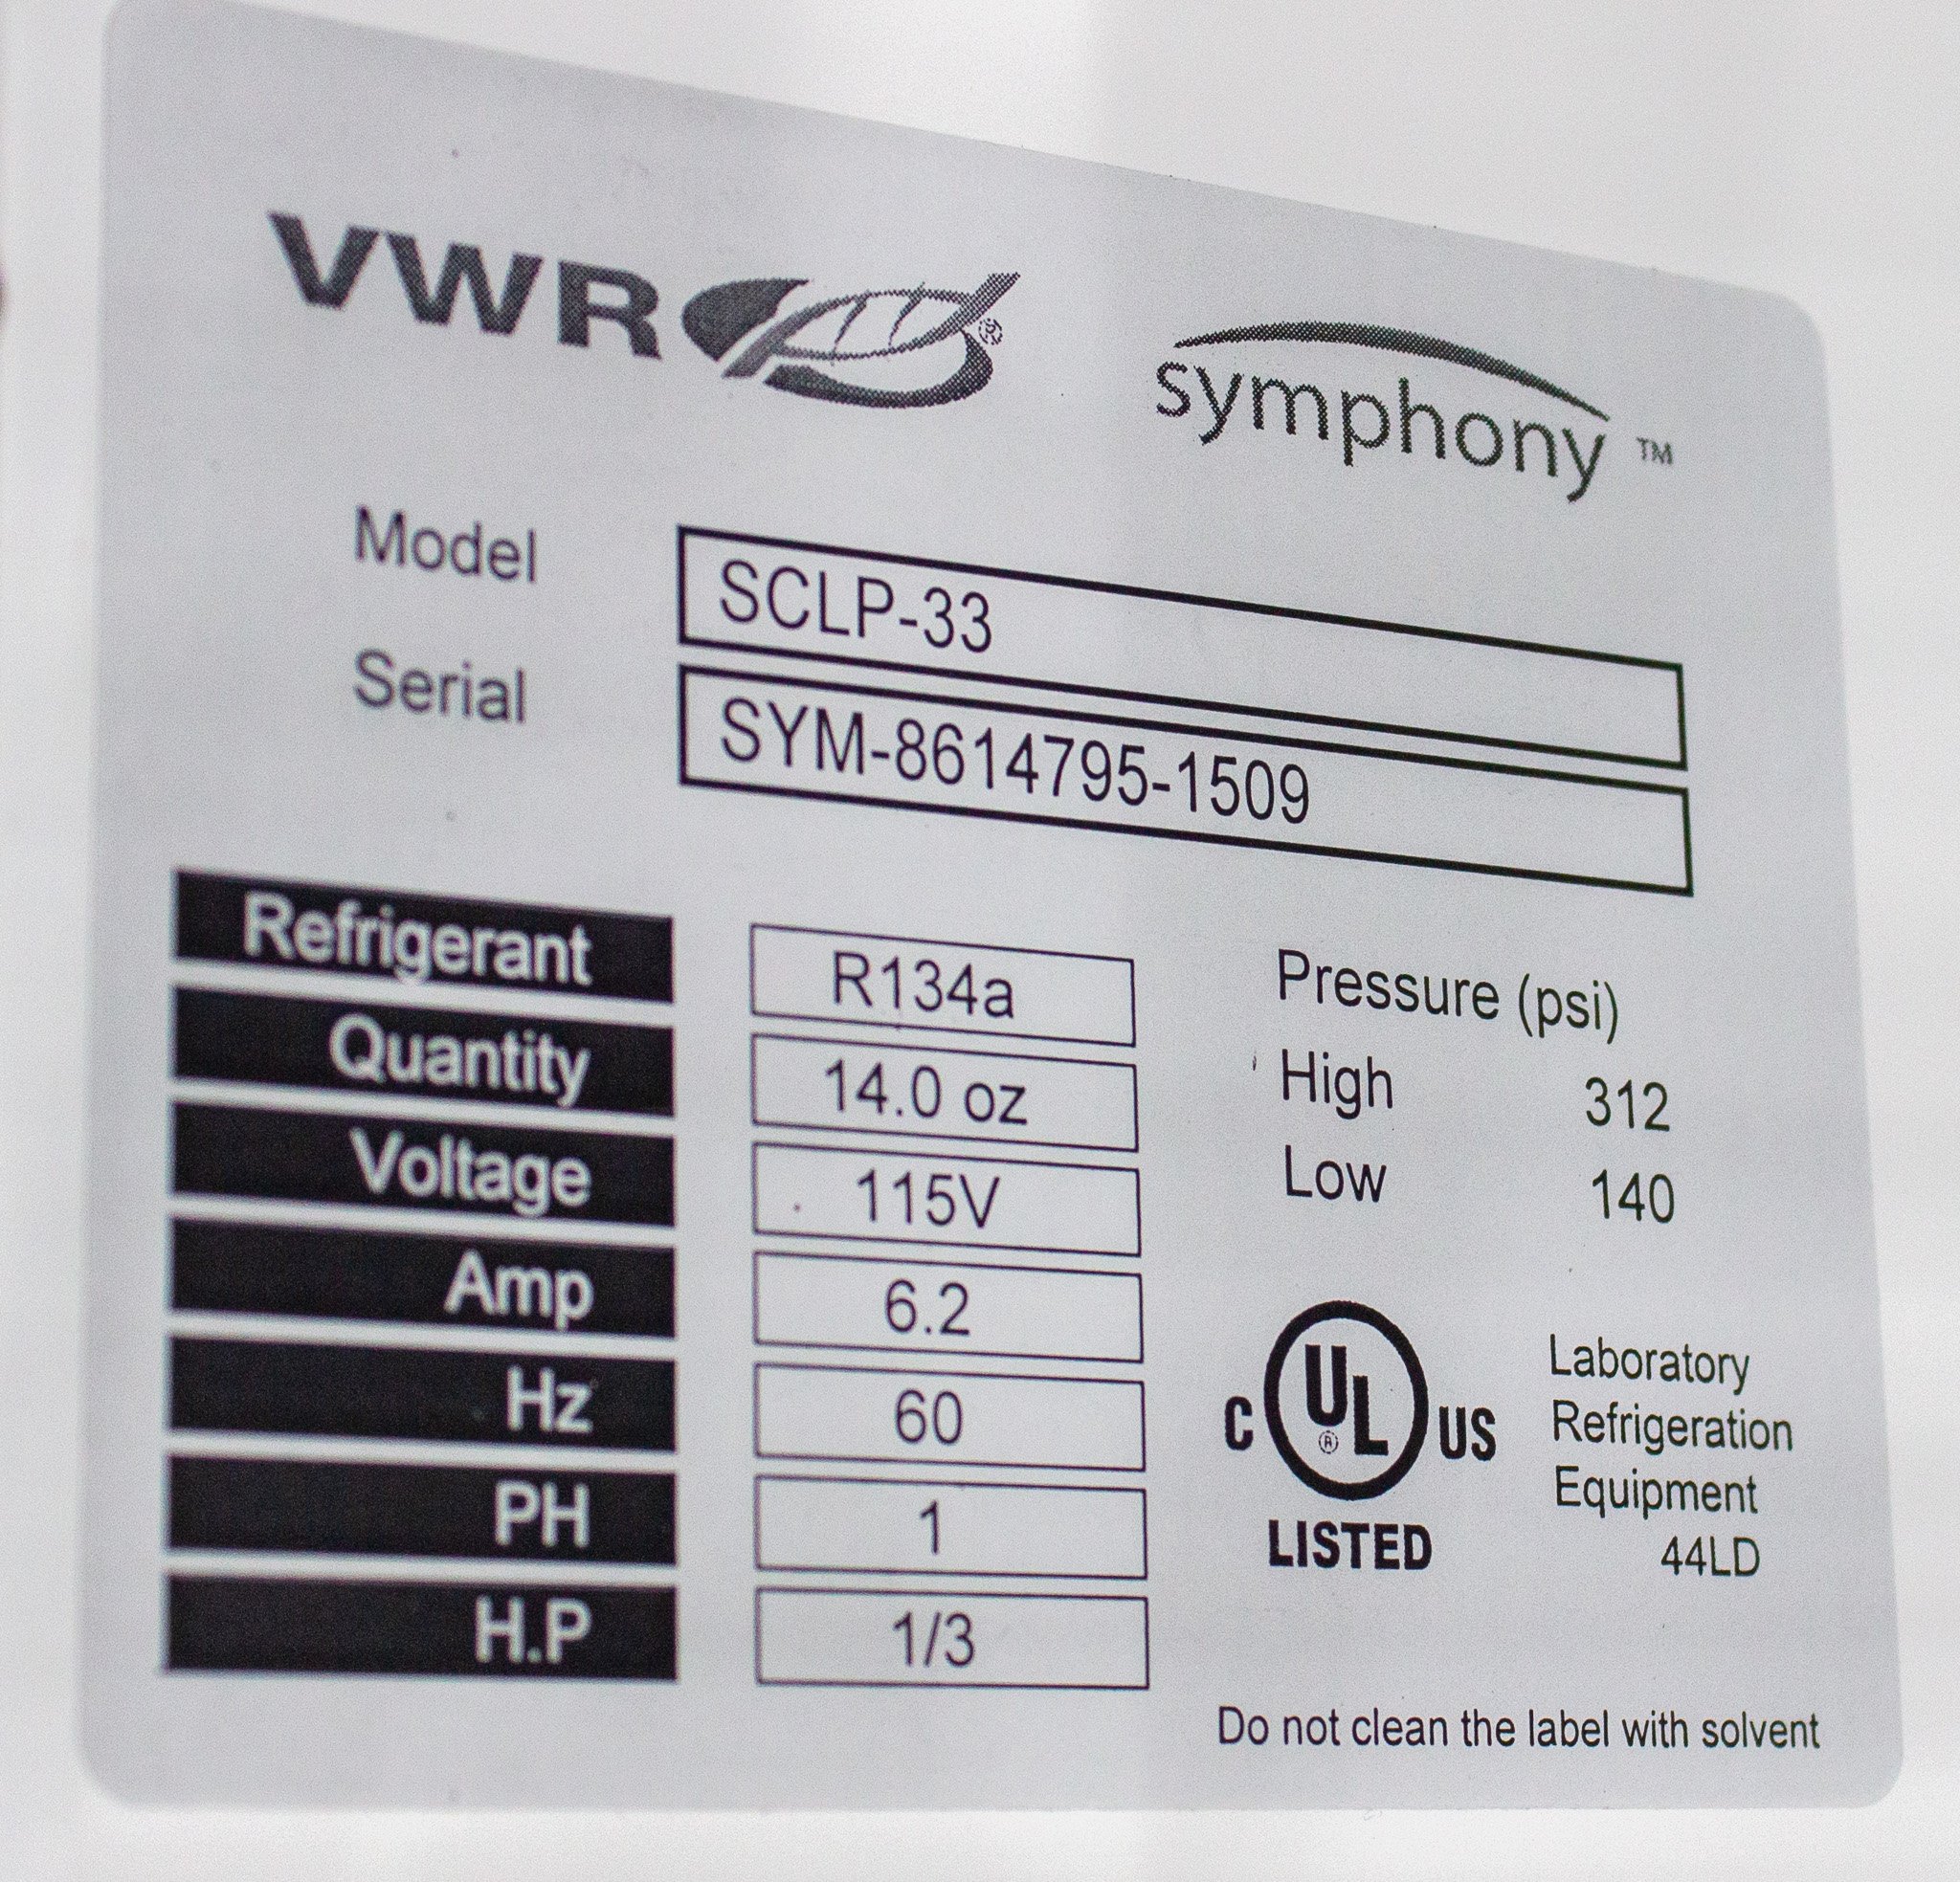 VWR®
symphony™
Model SCLP-33
Serial SYM-8614795-1509
Refrigerant R134a
Quantity 14.0 oz
Voltage 115V
Amp 6.2
Hz 60
PH 1
H.P 1/3
Pressure (psi)
High 312
Low 140
C UL® US
LISTED
Laboratory
Refrigeration
Equipment
44LD
Do not clean the label with solvent